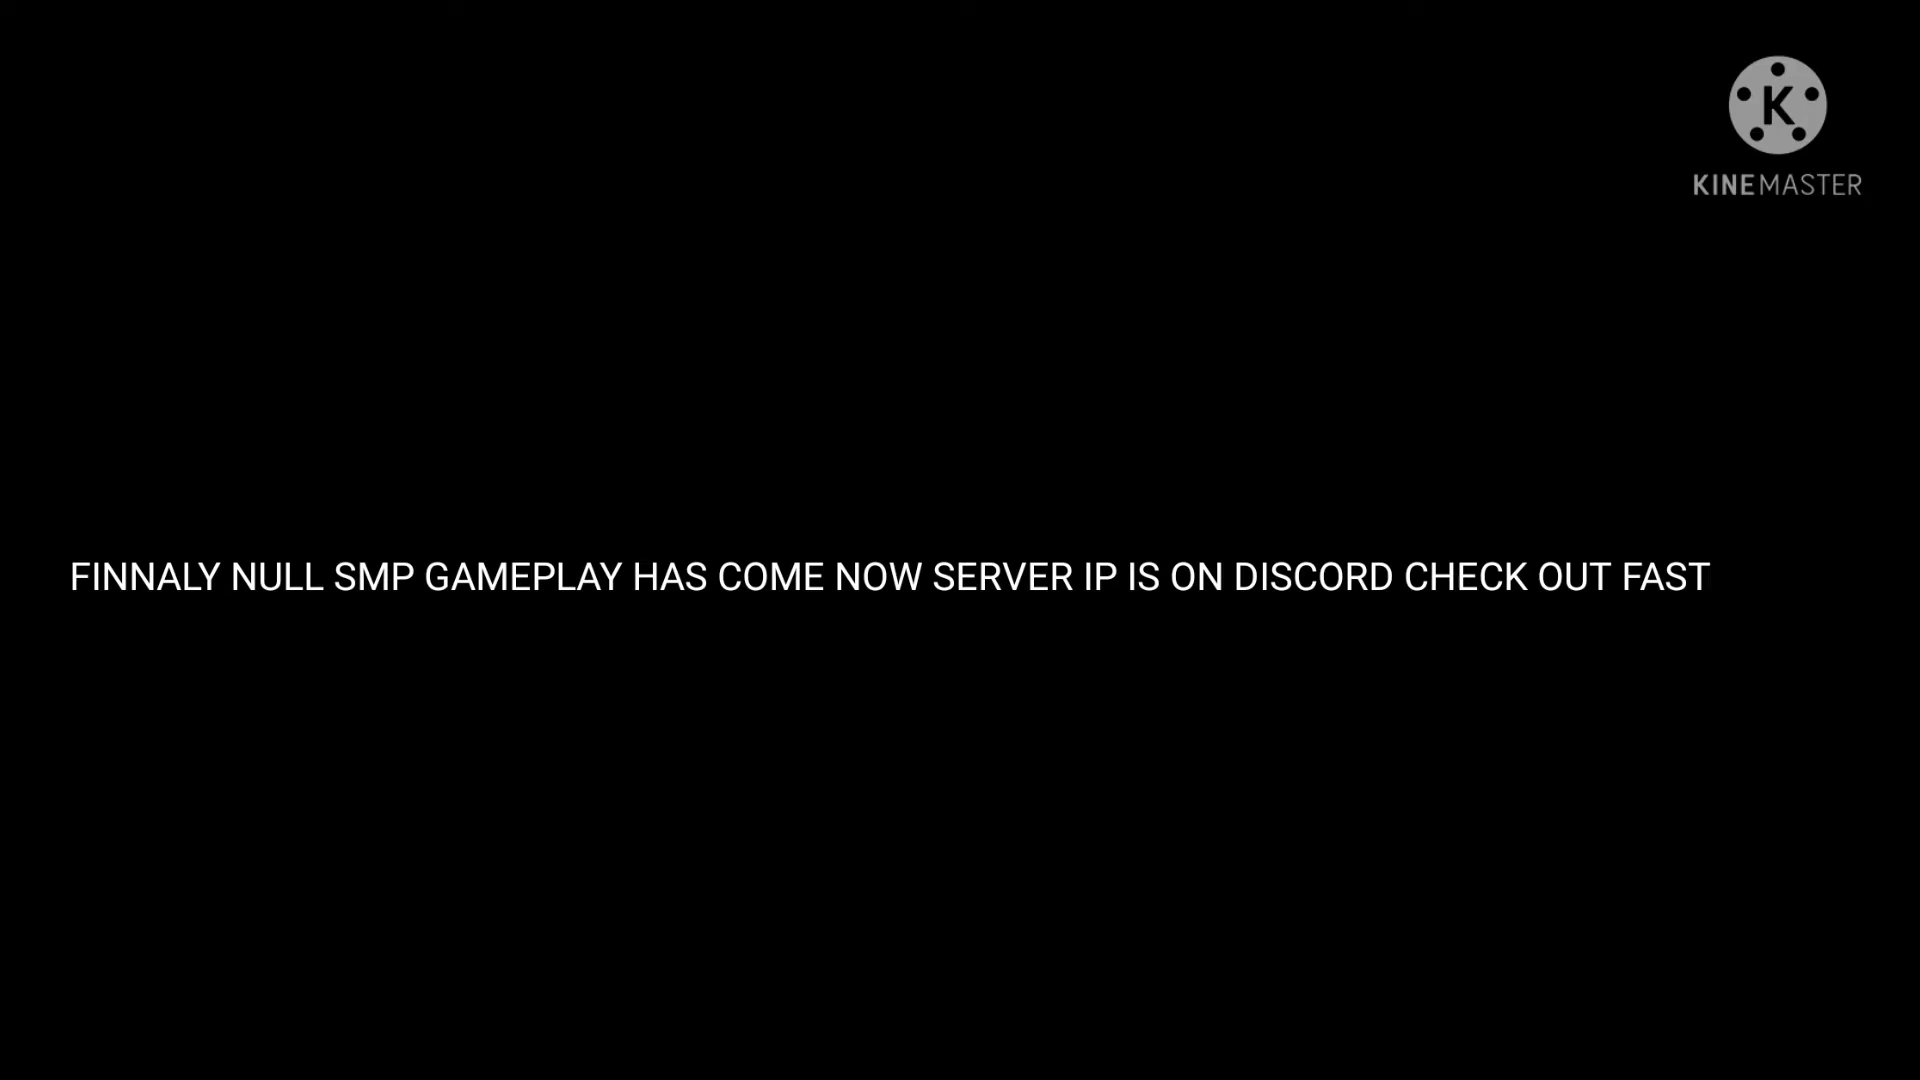 K
KINEMASTER
FINNALY NULL SMP GAMEPLAY HAS COME NOW SERVER IP IS ON DISCORD CHECK OUT FAST